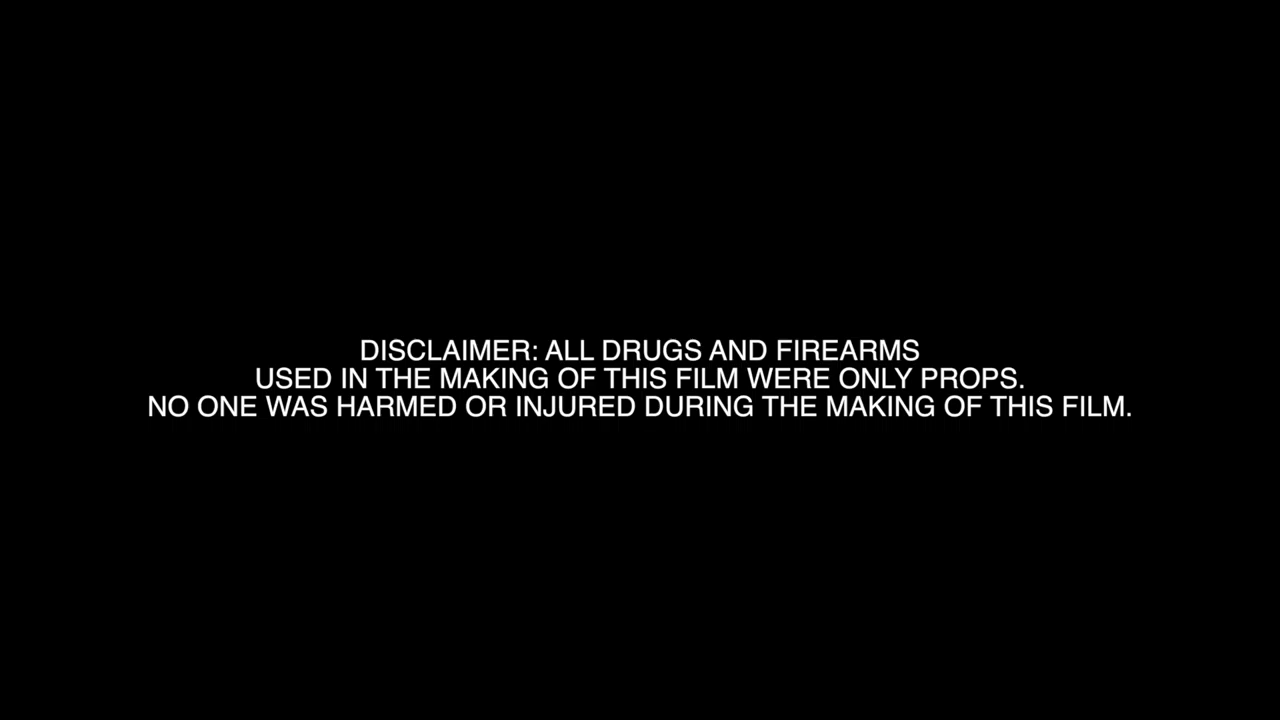 DISCLAIMER: ALL DRUGS AND FIREARMS
USED IN THE MAKING OF THIS FILM WERE ONLY PROPS.
NO ONE WAS HARMED OR INJURED DURING THE MAKING OF THIS FILM.